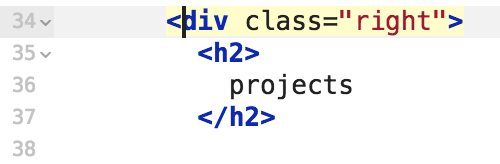 34 <div class="right">
35 <h2>
36 projects
37 </h2>
38